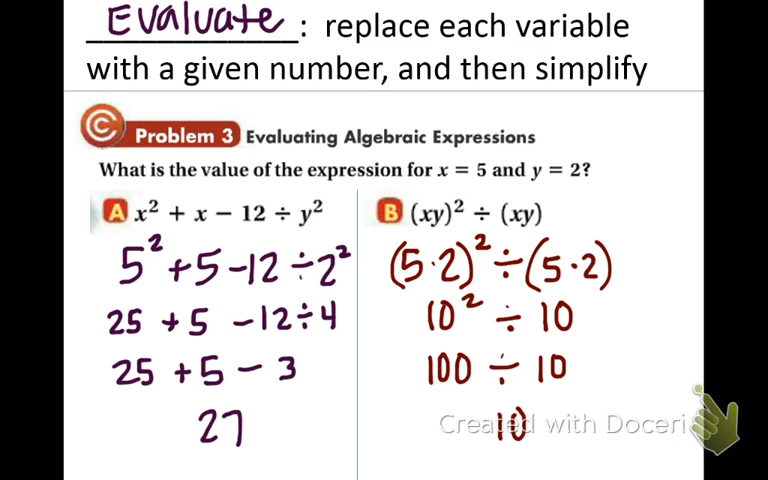 Evaluate: replace each variable
with a given number, and then simplify
C Problem 3 Evaluating Algebraic Expressions
What is the value of the expression for x = 5 and y = 2?
A x² + x − 12 ÷ y²
5² + 5 − 12 ÷ 2²
25 + 5 − 12 ÷ 4
25 + 5 − 3
27
B (xy)² ÷ (xy)
(5 · 2)² ÷ (5 · 2)
10² ÷ 10
100 ÷ 10
10
Created with Doceri